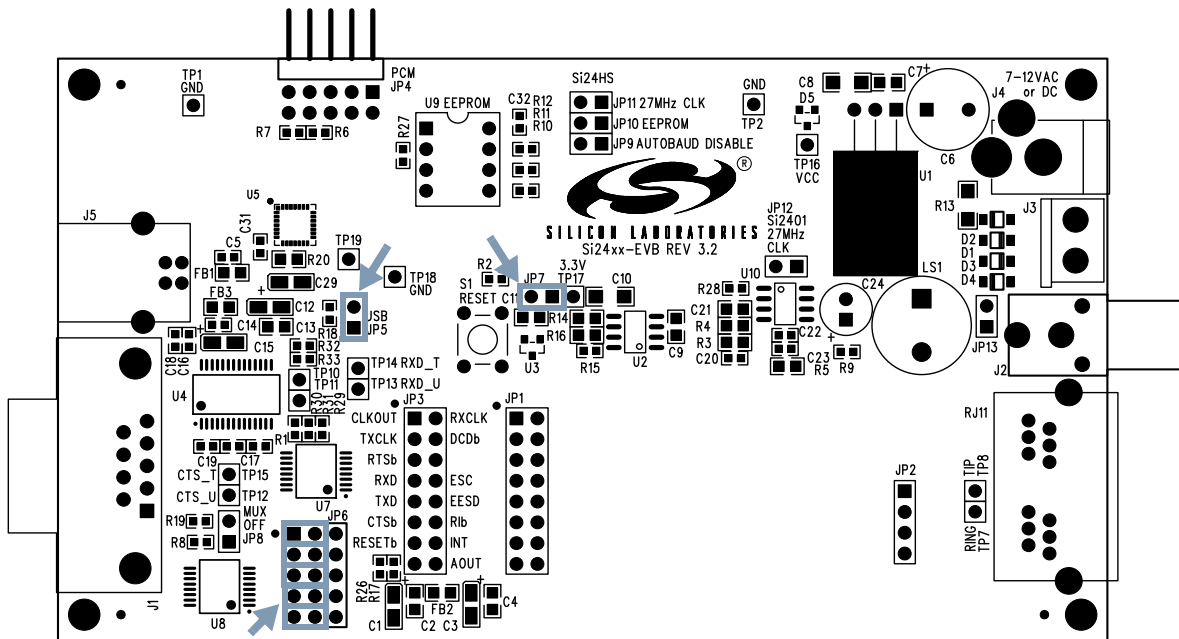 PCM
JP4
TP1
GND
R7
R6
U9 EEPROM
R27
C32
R12
R11
R10
Si24HS
JP11 27MHz CLK
JP10 EEPROM
JP9 AUTOBAUD DISABLE
GND
TP2
C8
D5
TP16
VCC
C7
+
C6
7-12VAC
or DC
J4
U1
R13
J3
D2
D1
D3
D4
®
SILICON LABORATORIES
Si24xx-EVB REV 3.2
JP12
Si2401
27MHz
CLK
U5
J5
C31
C5
FB1
R20
C29
TP19
TP18
GND
FB3
+
C12
C14
C13
C15
+
C18
C16
R18
USB
JP5
R32
R33
TP10
TP11
TP14 RXD_T
TP13 RXD_U
R2
S1
RESET
C11
JP7
3.3V
TP17
C10
R14
R16
R15
U3
U2
C9
U10
R28
C21
R4
R3
C20
C22
C23
R5
R9
C24
+
LS1
JP13
J2
U4
R1
R30
R31
R29
C19
C17
CTS_T
TP15
CTS_U
TP12
U7
R19
R8
MUX
OFF
JP8
JP6
U8
J1
JP3
JP1
CLKOUT
RXCLK
TXCLK
DCDb
RTSb
RXD
ESC
TXD
EESD
CTSb
RIb
RESETb
INT
AOUT
R26
R17
C1
+
C2
FB2
C3
+
C4
RJ11
JP2
TIP
TP8
RING
TP7